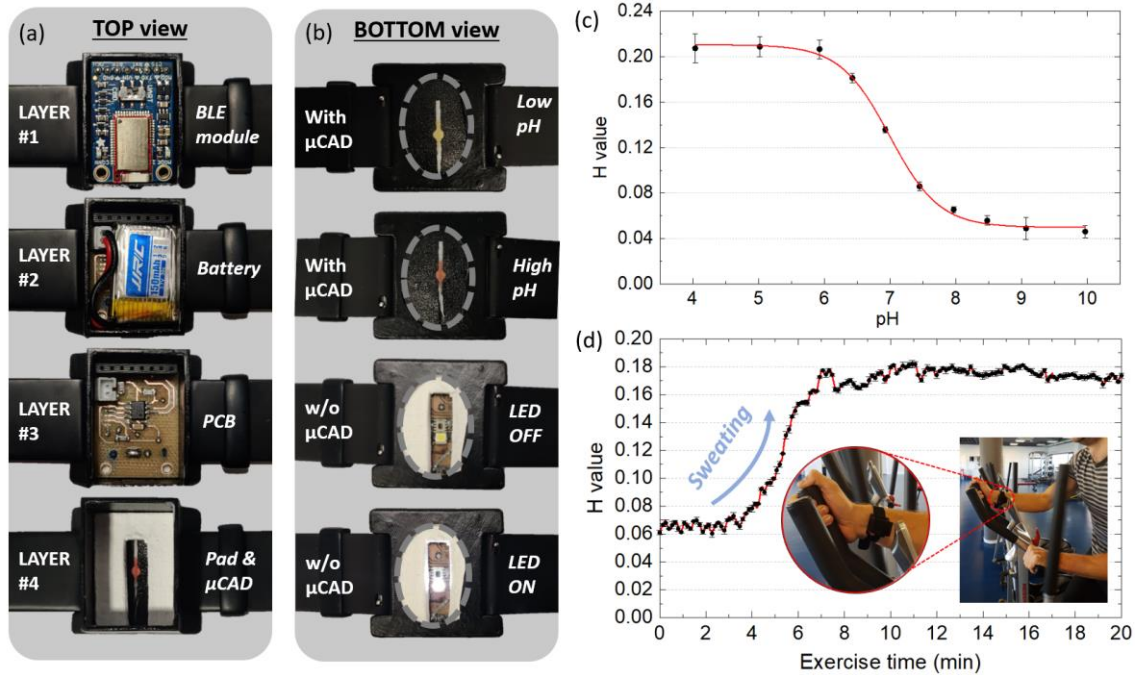 (a)
TOP view
LAYER
#1
BLE
module
LAYER
#2
Battery
JJRC
150mAh
LAYER
#3
PCB
LAYER
#4
Pad &
μCAD
(b)
BOTTOM view
With
μCAD
Low
pH
With
μCAD
High
pH
w/o
μCAD
LED
OFF
w/o
μCAD
LED
ON
(c)
0.24
0.20
0.16
0.12
0.08
0.04
0.00
H value
4 5 6 7 8 9 10
pH
(d)
0.20
0.18
0.16
0.14
0.12
0.10
0.08
0.06
0.04
0.02
0.00
H value
Sweating
0 2 4 6 8 10 12 14 16 18 20
Exercise time (min)